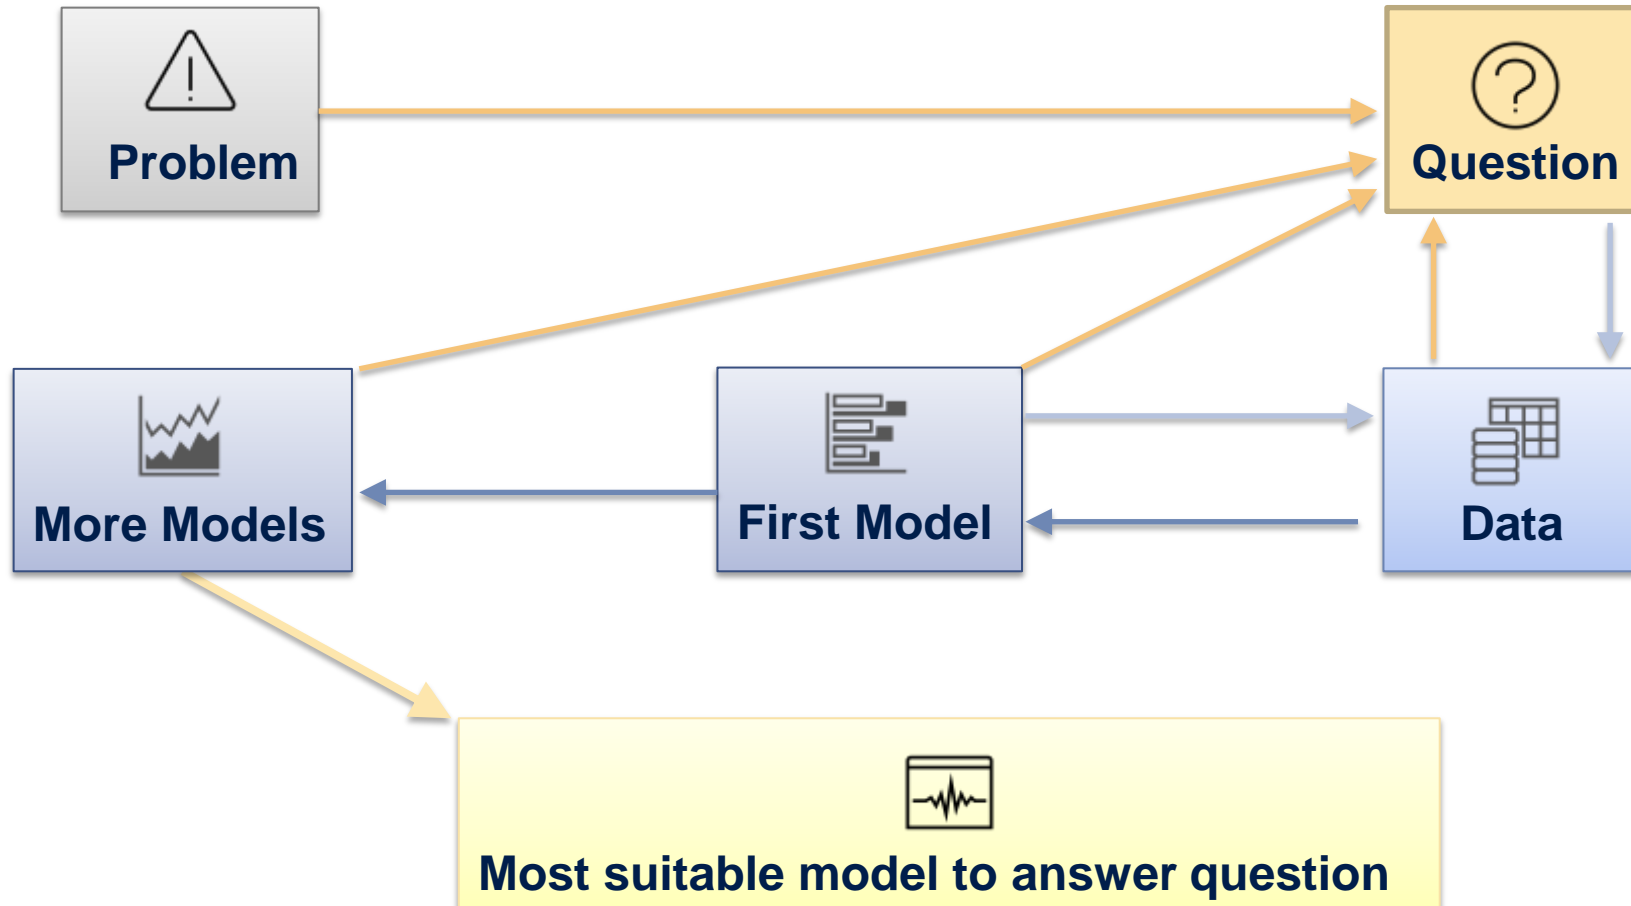 Problem
Question
More Models
First Model
Data
Most suitable model to answer question